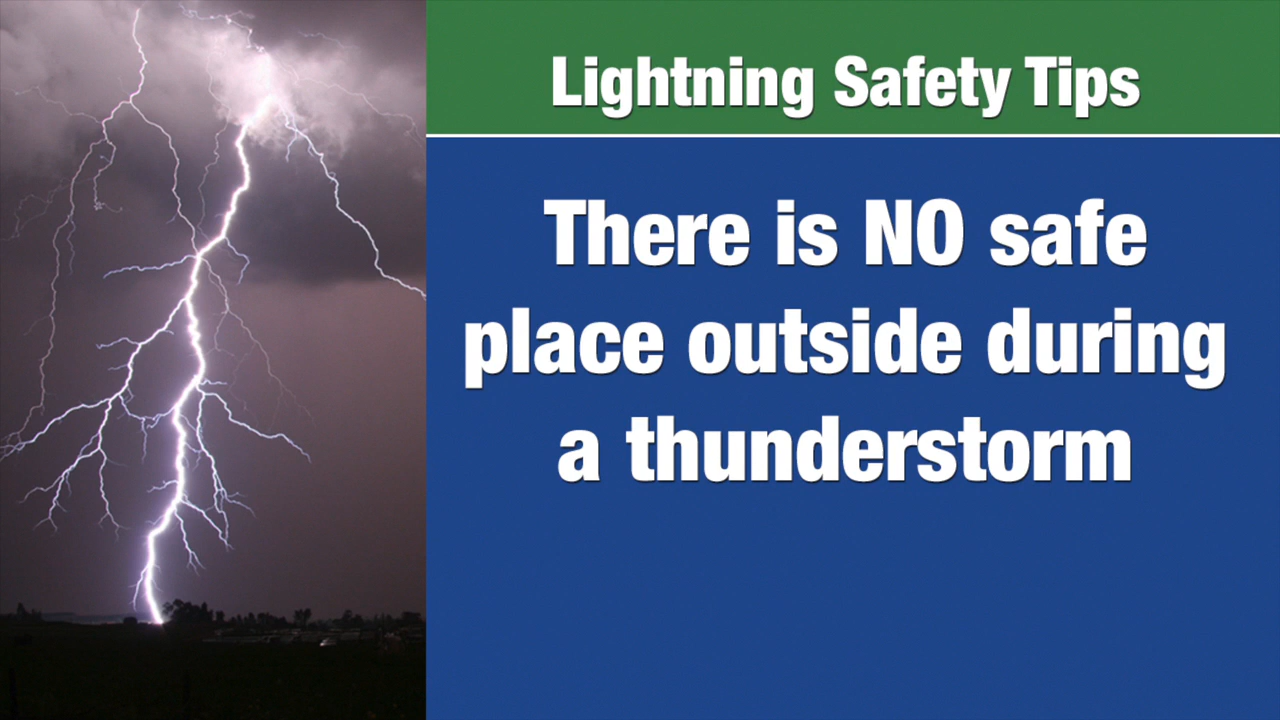 Lightning Safety Tips
There is NO safe
place outside during
a thunderstorm